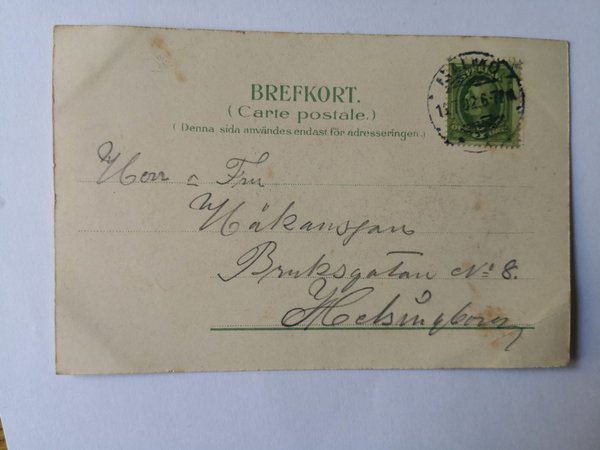 BREFKORT.
(Carte postale.)
(Denna sida användes endast för adresseringen.)
Herr & Fru
Håkansson
Bruksgatan No 8.
Helsingborg